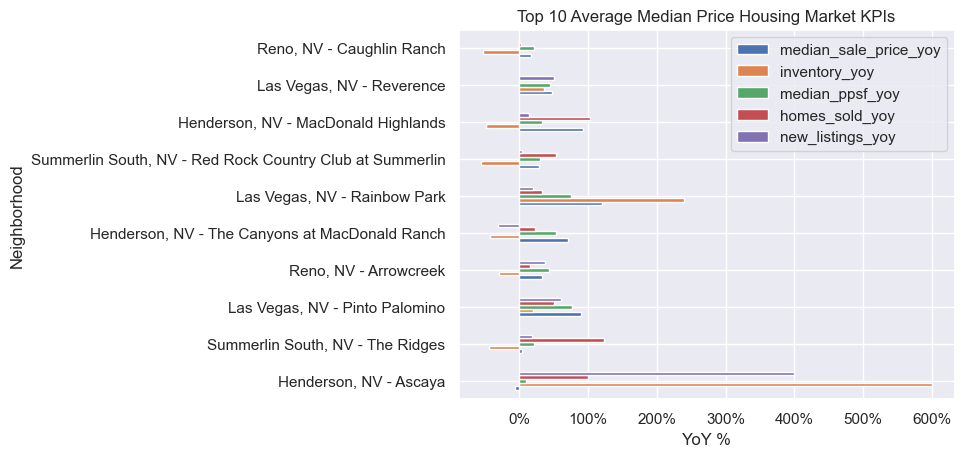 Top 10 Average Median Price Housing Market KPIs
median_sale_price_yoy
inventory_yoy
median_ppsf_yoy
homes_sold_yoy
new_listings_yoy
Neighborhood
Reno, NV - Caughlin Ranch
Las Vegas, NV - Reverence
Henderson, NV - MacDonald Highlands
Summerlin South, NV - Red Rock Country Club at Summerlin
Las Vegas, NV - Rainbow Park
Henderson, NV - The Canyons at MacDonald Ranch
Reno, NV - Arrowcreek
Las Vegas, NV - Pinto Palomino
Summerlin South, NV - The Ridges
Henderson, NV - Ascaya
0% 100% 200% 300% 400% 500% 600%
YoY %